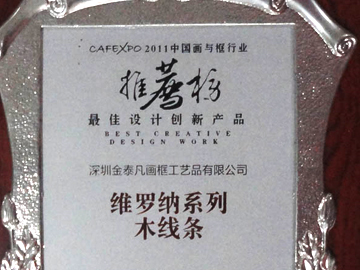 CAFEXPO 2011中国画与框行业
推薦榜
最佳设计创新产品
BEST CREATIVE
DESIGN WORK
深圳金泰凡画框工艺品有限公司
维罗纳系列
木线条